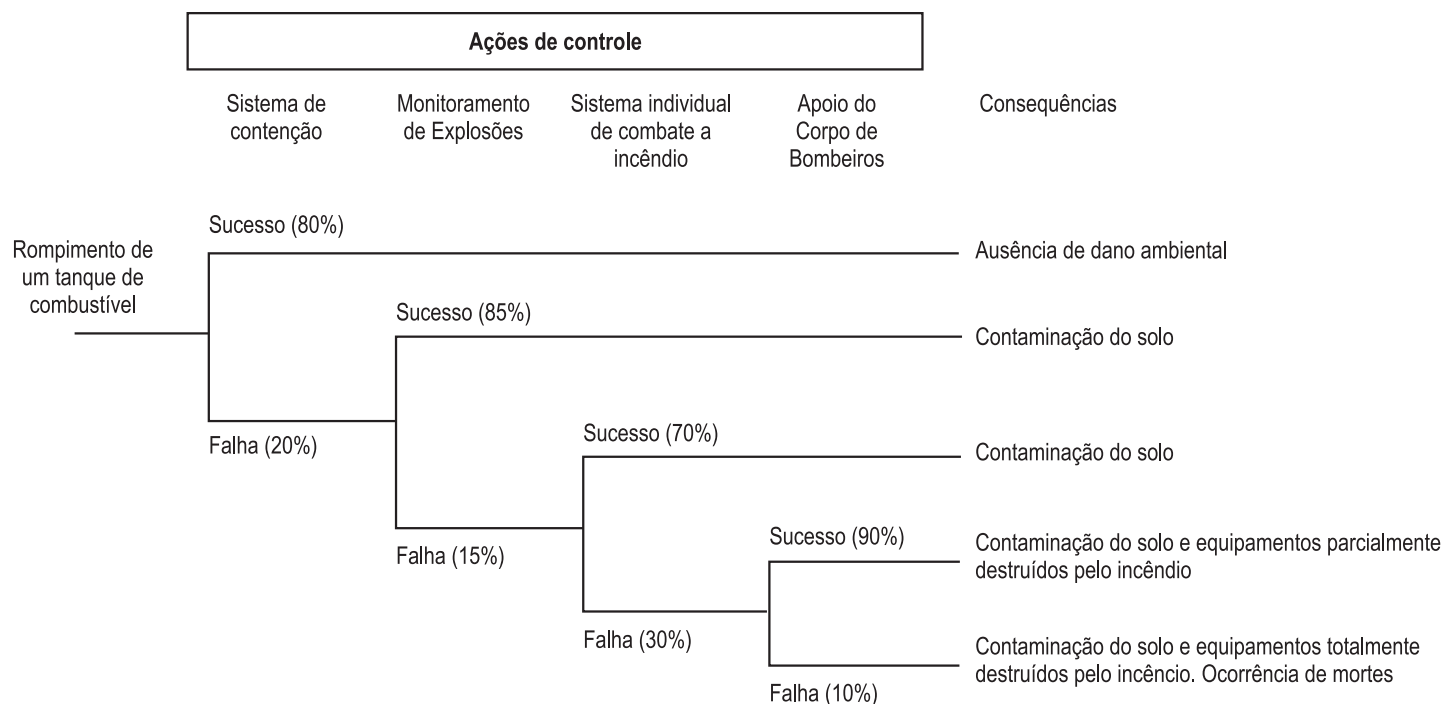 Ações de controle
Sistema de
contenção
Monitoramento
de Explosões
Sistema individual
de combate a
incêndio
Apoio do
Corpo de
Bombeiros
Consequências
Rompimento de
um tanque de
combustível
Sucesso (80%)
Ausência de dano ambiental
Sucesso (85%)
Contaminação do solo
Falha (20%)
Sucesso (70%)
Contaminação do solo
Falha (15%)
Sucesso (90%)
Contaminação do solo e equipamentos parcialmente
destruídos pelo incêndio
Falha (30%)
Contaminação do solo e equipamentos totalmente
destruídos pelo incêncio. Ocorrência de mortes
Falha (10%)